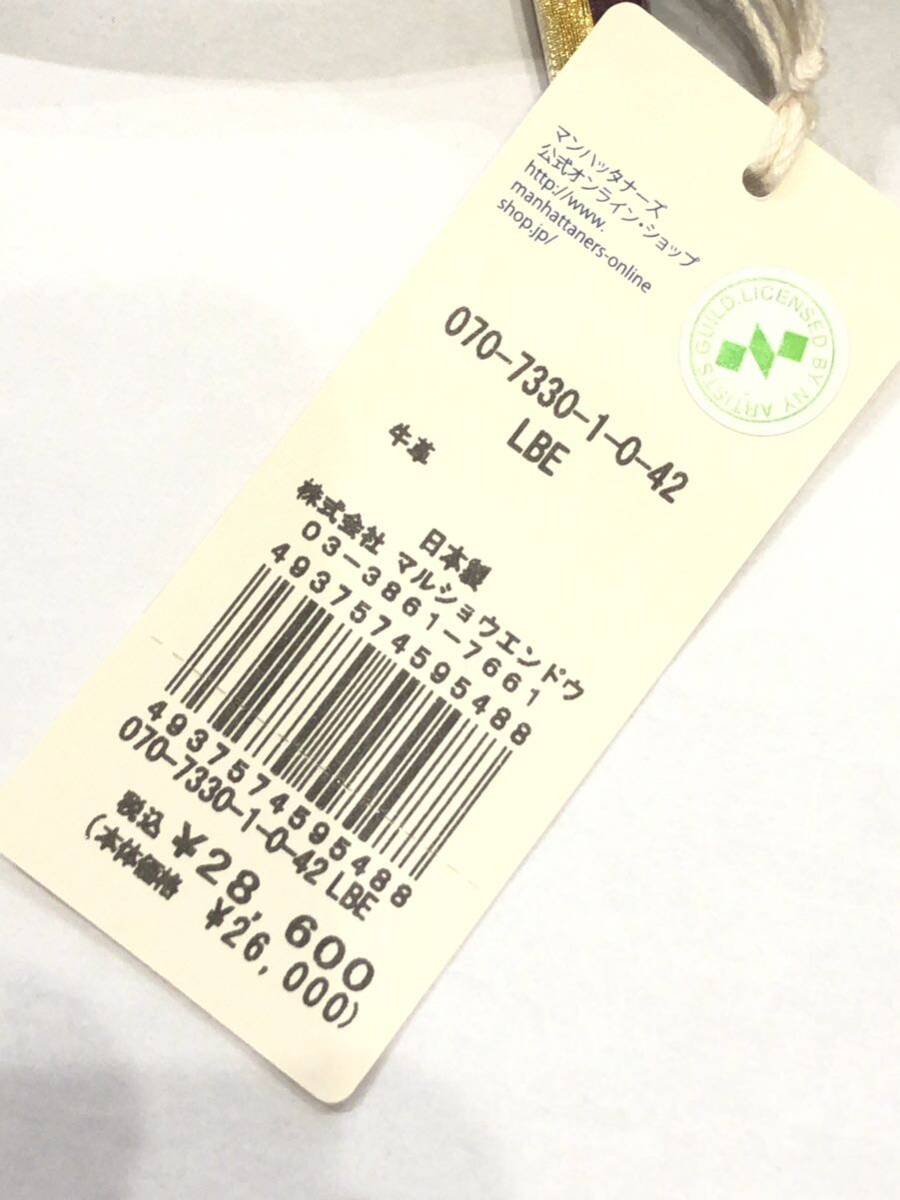 マンハッタナーズ
公式オンライン・ショップ
http://www.
manhattaners-online
shop.jp/
GUILD.LICENSED BY NY ARTISTS
070-7330-1-0-42
LBE
牛革
日本製
株式会社 マルショウエンドウ
03-3861-7661
4937574595488
4937574595488
070-7330-1-0-42 LBE
税込 ¥28,600
(本体価格 ¥26,000)